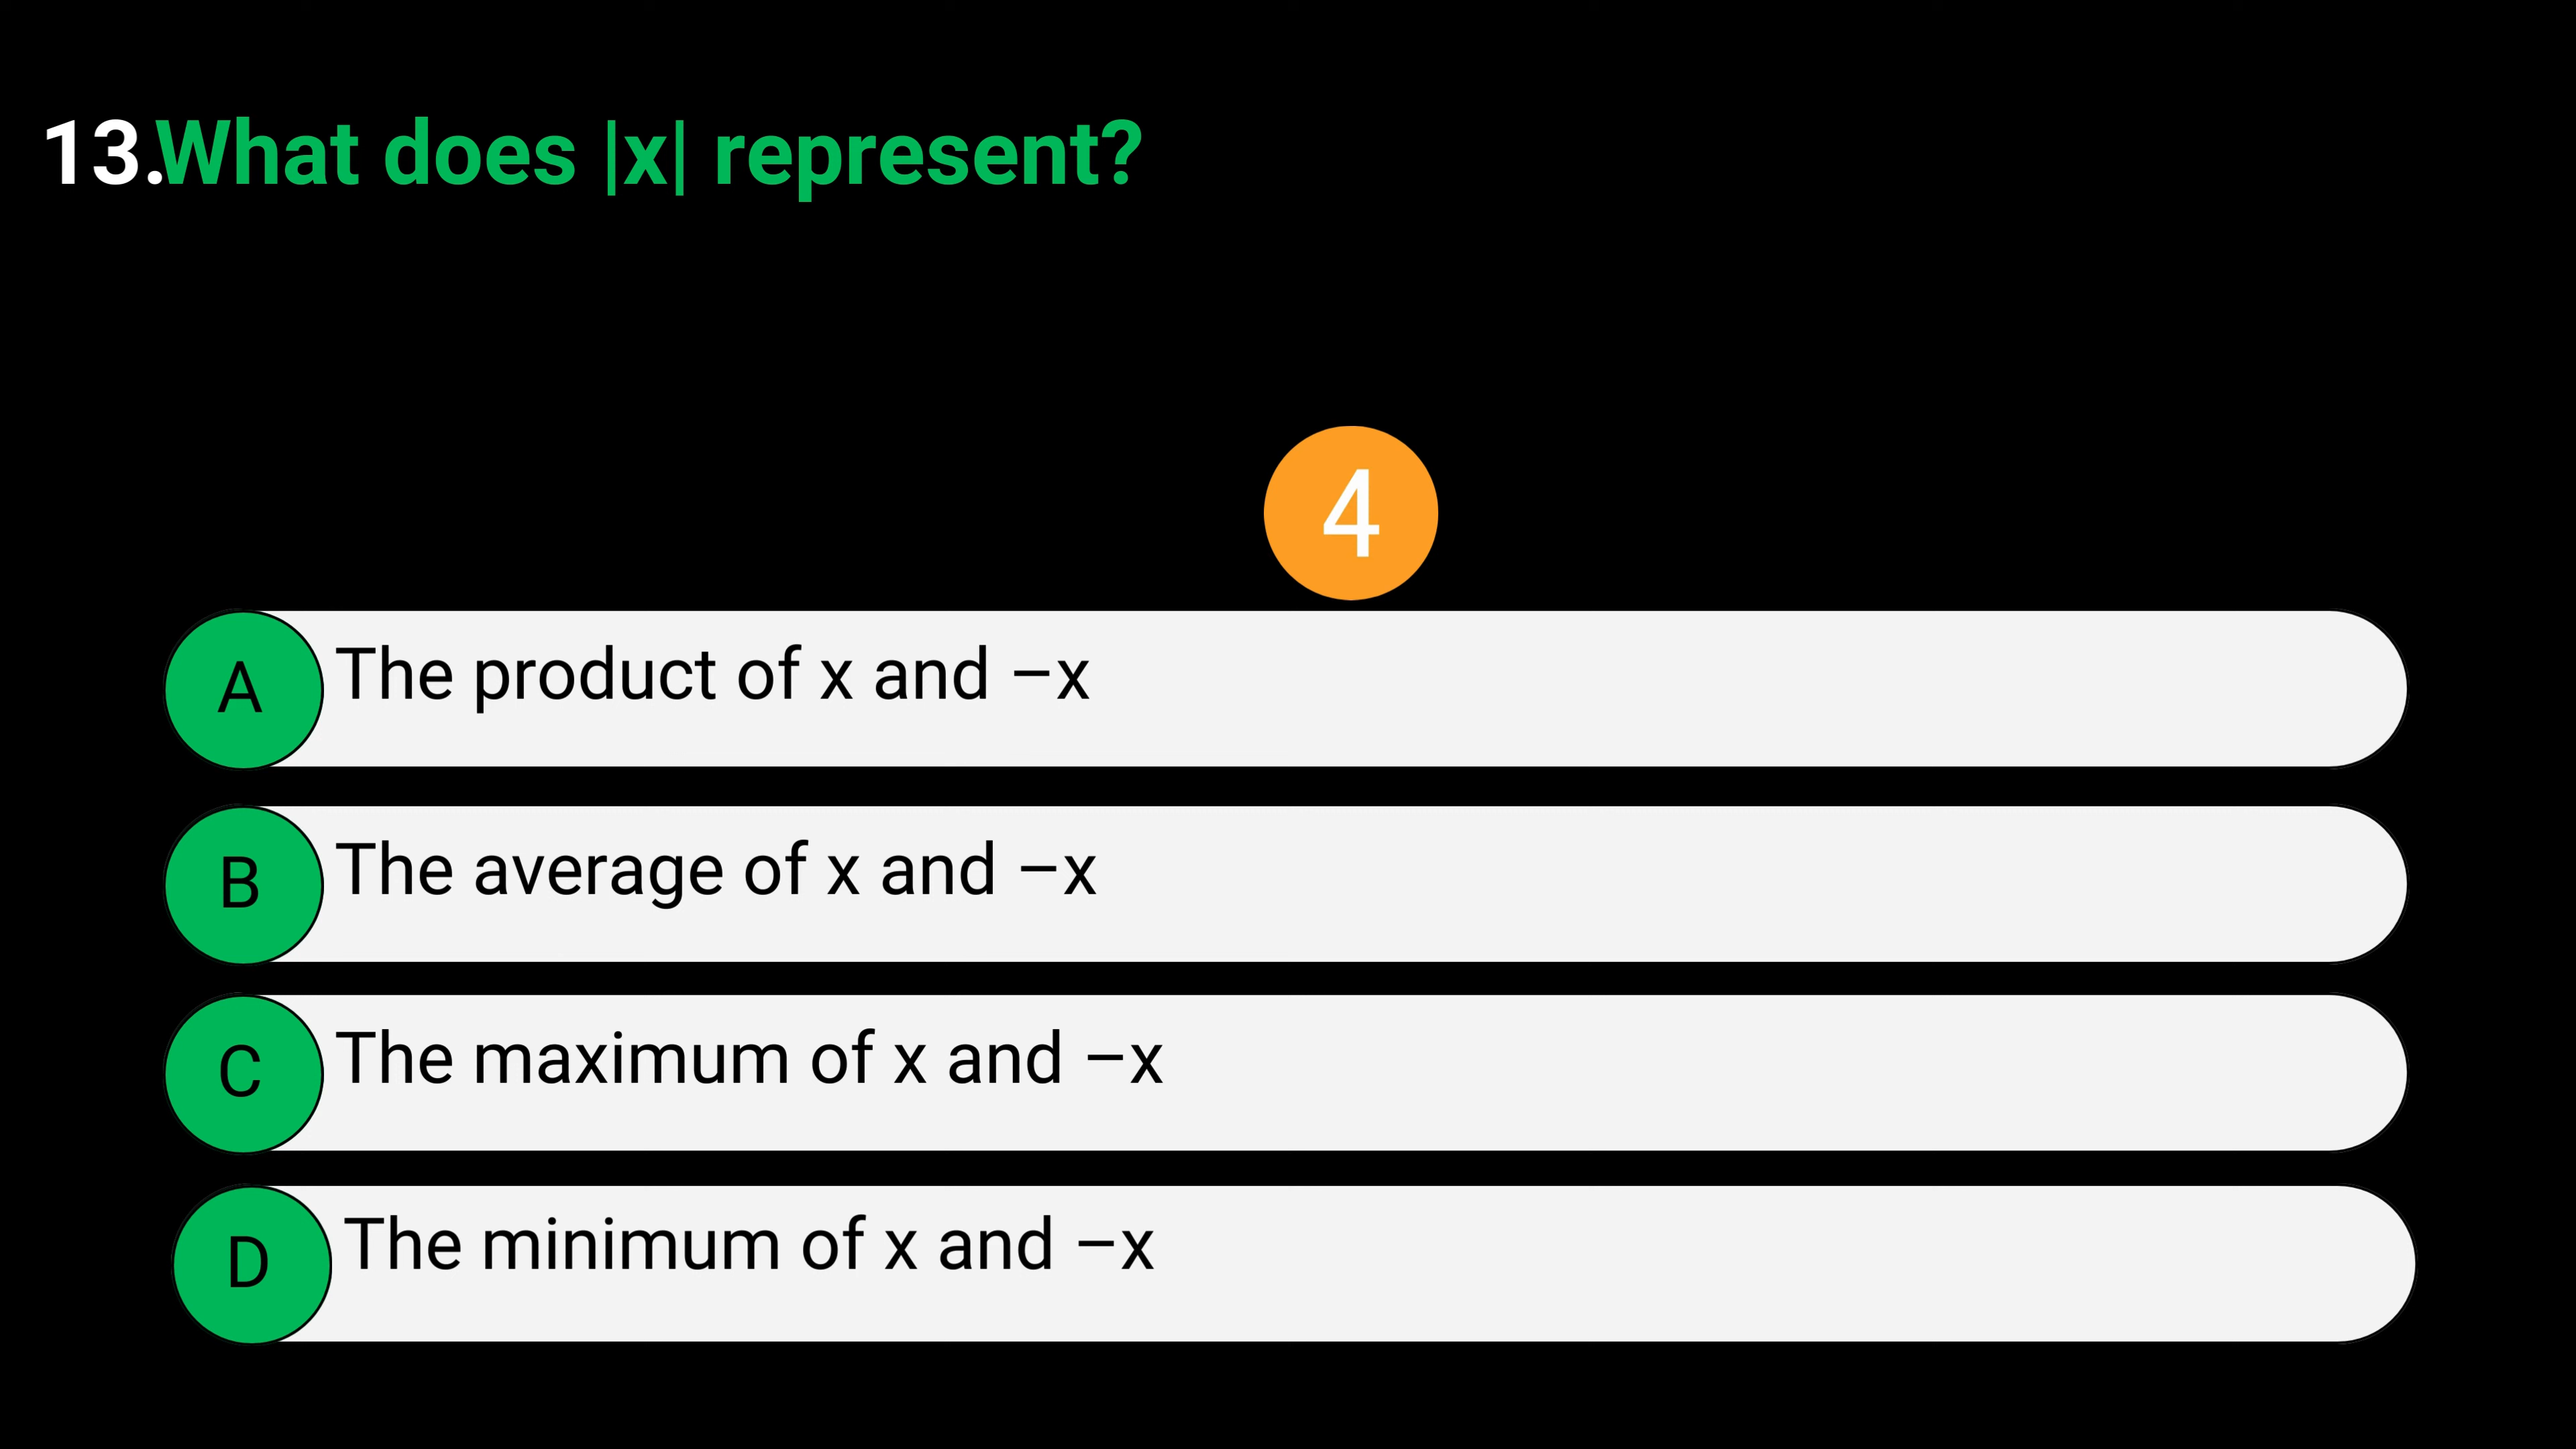 13.What does |x| represent?
4
A The product of x and –x
B The average of x and –x
C The maximum of x and –x
D The minimum of x and –x